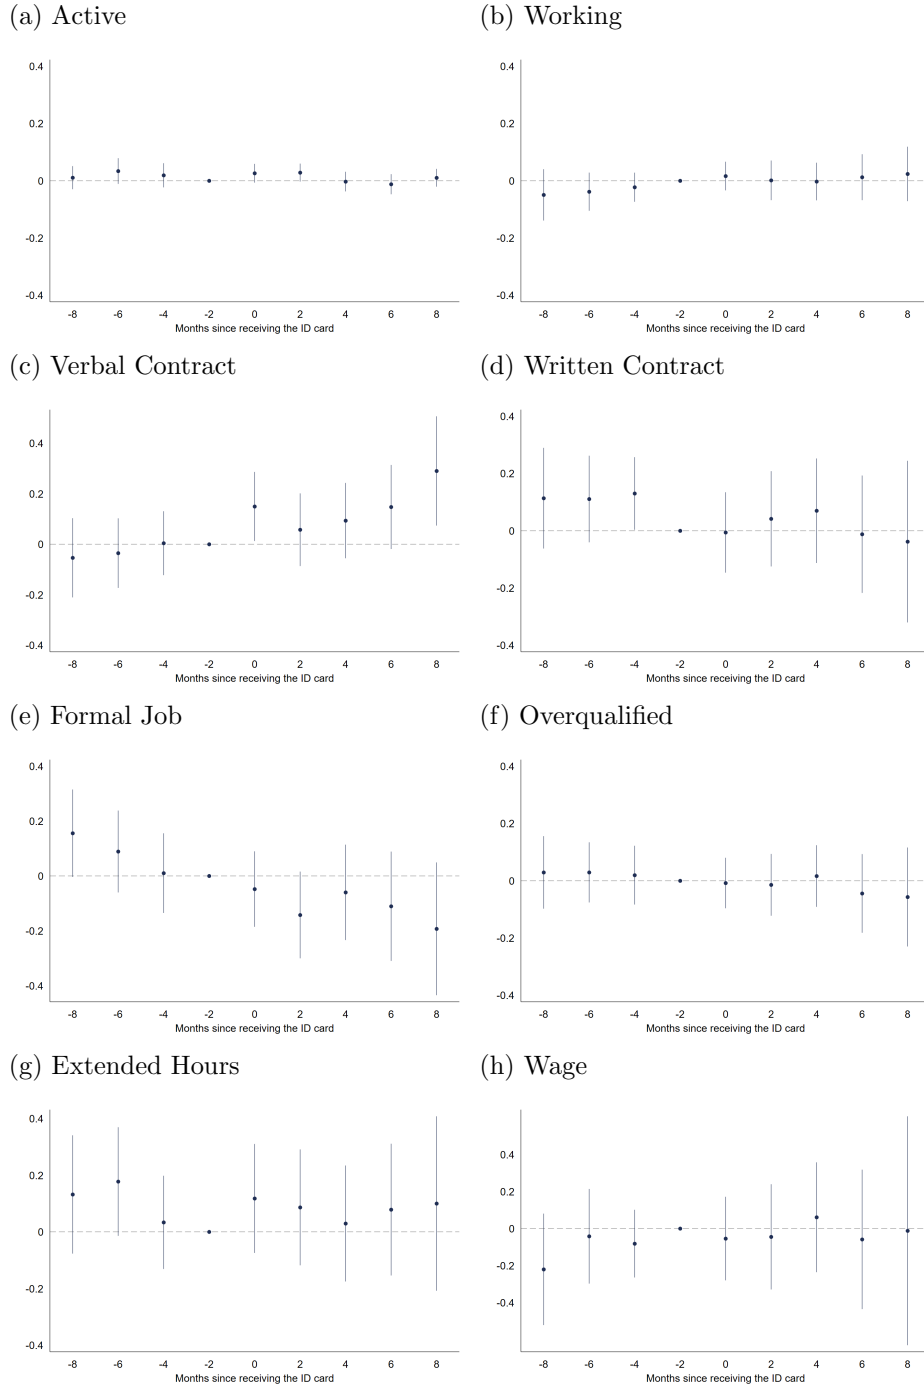 (a) Active
(b) Working
0.4
0.2
0
-0.2
-0.4
-8 -6 -4 -2 0 2 4 6 8
Months since receiving the ID card
0.4
0.2
0
-0.2
-0.4
-8 -6 -4 -2 0 2 4 6 8
Months since receiving the ID card
(c) Verbal Contract
(d) Written Contract
0.4
0.2
0
-0.2
-0.4
-8 -6 -4 -2 0 2 4 6 8
Months since receiving the ID card
0.4
0.2
0
-0.2
-0.4
-8 -6 -4 -2 0 2 4 6 8
Months since receiving the ID card
(e) Formal Job
(f) Overqualified
0.4
0.2
0
-0.2
-0.4
-8 -6 -4 -2 0 2 4 6 8
Months since receiving the ID card
0.4
0.2
0
-0.2
-0.4
-8 -6 -4 -2 0 2 4 6 8
Months since receiving the ID card
(g) Extended Hours
(h) Wage
0.4
0.2
0
-0.2
-0.4
-8 -6 -4 -2 0 2 4 6 8
Months since receiving the ID card
0.4
0.2
0
-0.2
-0.4
-8 -6 -4 -2 0 2 4 6 8
Months since receiving the ID card